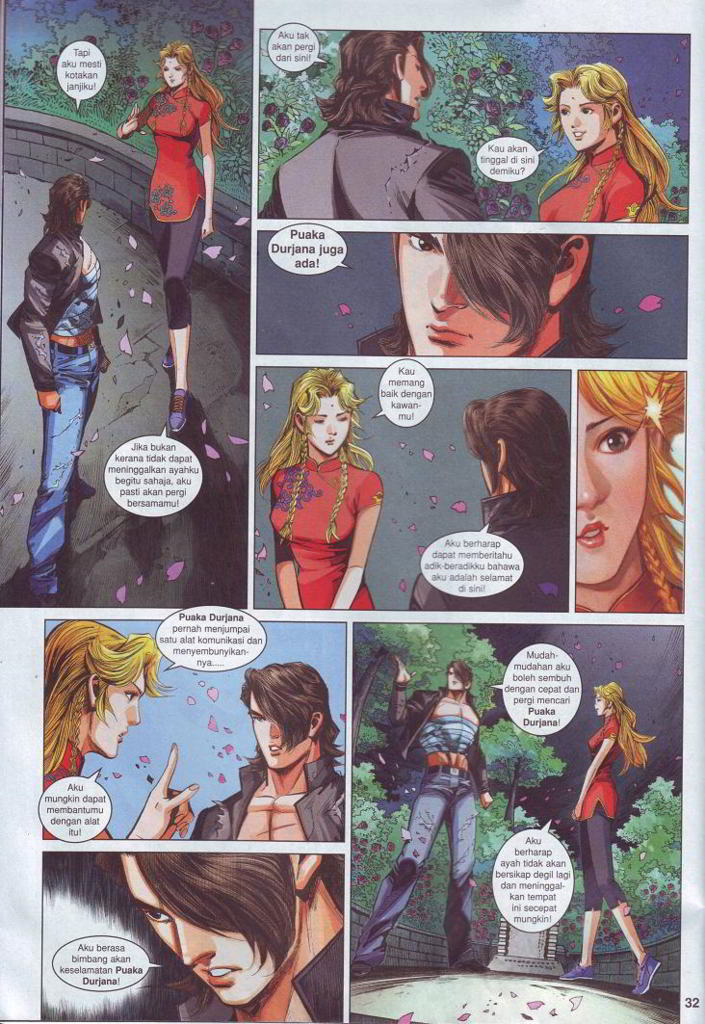 Tapi
aku mesti
kotakan
janjiku!
Jika bukan
kerana tidak dapat
meninggalkan ayahku
begitu sahaja, aku
pasti akan pergi
bersamamu!
Aku tak
akan pergi
dari sini!
Kau akan
tinggal di sini
demiku?
Puaka
Durjana juga
ada!
Kau
memang
baik dengan
kawan-
mu!
Aku berharap
dapat memberitahu
adik-beradikku bahawa
aku adalah selamat
di sini!
Puaka Durjana
pernah menjumpai
satu alat komunikasi dan
menyembunyikan-
nya.....
Aku
mungkin dapat
membantumu
dengan alat
itu!
Mudah-
mudahan aku
boleh sembuh
dengan cepat dan
pergi mencari
Puaka
Durjana!
Aku
berharap
ayah tidak akan
bersikap degil lagi
dan meninggal-
kan tempat
ini secepat
mungkin!
Aku berasa
bimbang akan
keselamatan Puaka
Durjana!
32